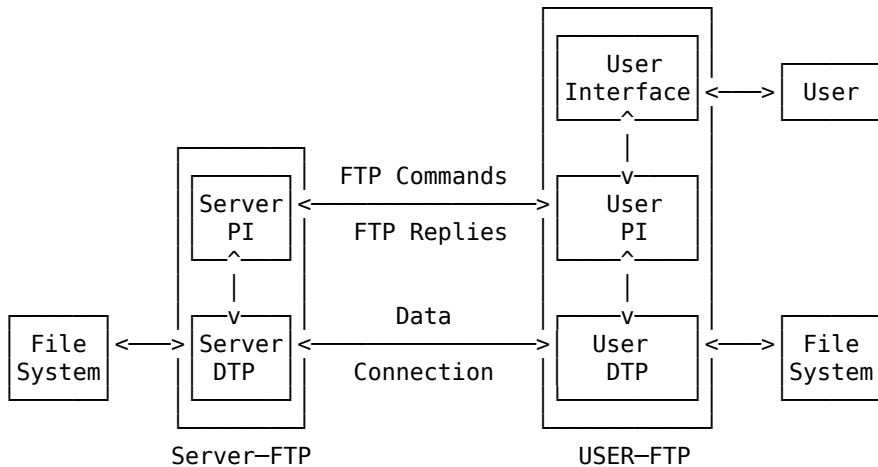 User
Interface
User
FTP Commands
Server
PI
User
PI
FTP Replies
Data
File
System
Server
DTP
User
DTP
File
System
Connection
Server—FTP
USER—FTP